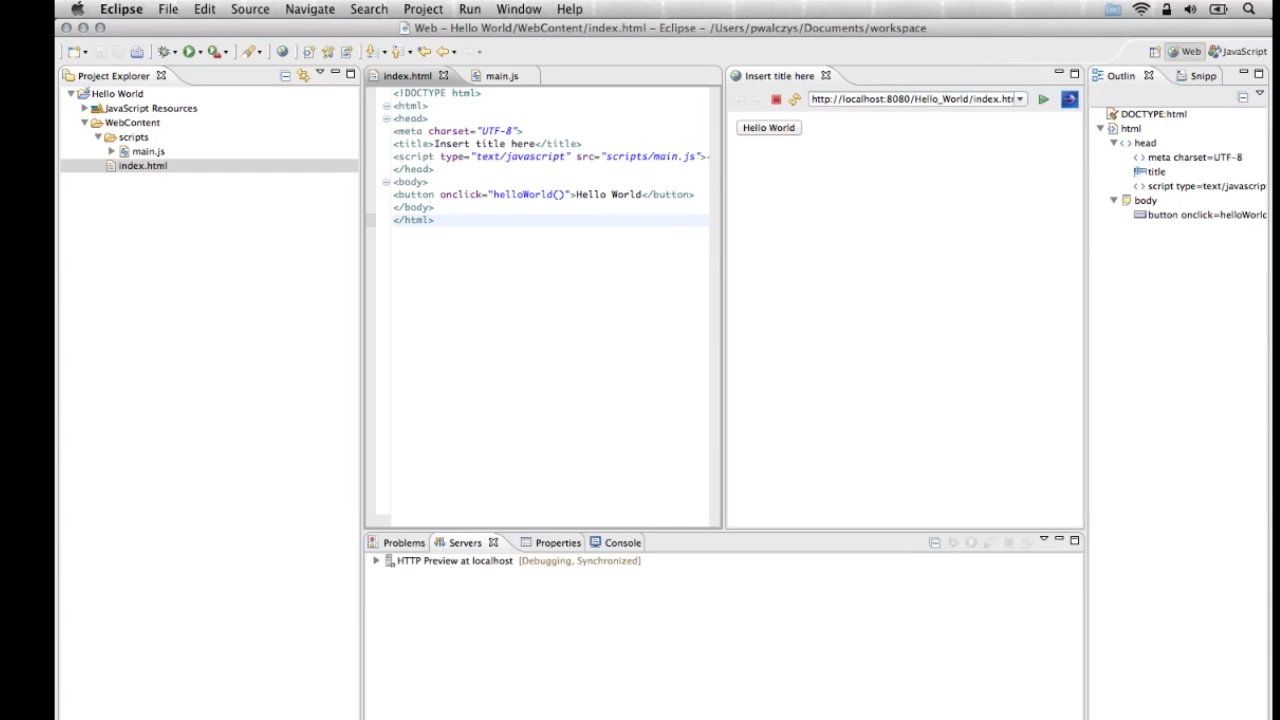 Eclipse File Edit Source Navigate Search Project Run Window Help
Web – Hello World/WebContent/index.html – Eclipse – /Users/pwalczys/Documents/workspace
Web JavaScript
Project Explorer
Hello World
JavaScript Resources
WebContent
scripts
main.js
index.html
index.html main.js
<!DOCTYPE html>
<html>
<head>
<meta charset="UTF-8">
<title>Insert title here</title>
<script type="text/javascript" src="scripts/main.js">
</head>
<body>
<button onclick="helloWorld()">Hello World</button>
</body>
</html>
Insert title here
http://localhost:8080/Hello_World/index.htm
Hello World
Outlin Snipp
DOCTYPE:html
html
head
meta charset=UTF-8
title
script type=text/javascrip
body
button onclick=helloWorld
Problems Servers Properties Console
HTTP Preview at localhost [Debugging, Synchronized]